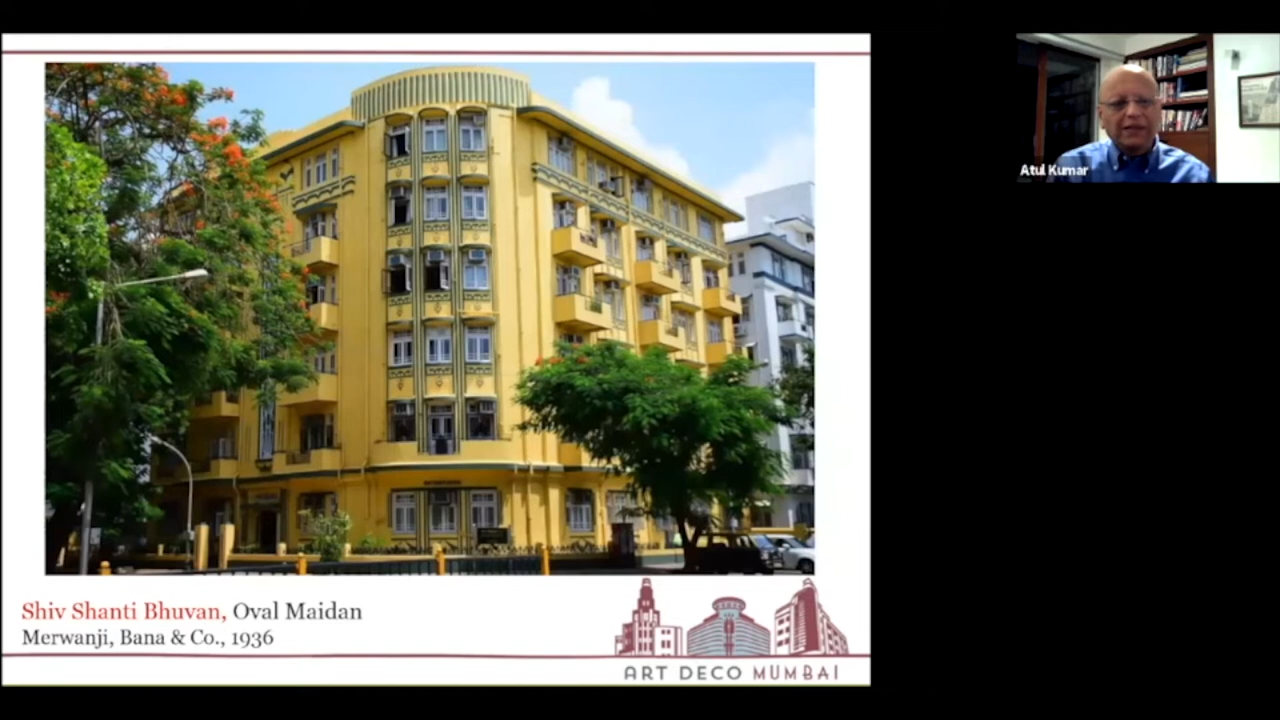 Shiv Shanti Bhuvan, Oval Maidan
Merwanji, Bana & Co., 1936
ART DECO MUMBAI
Atul Kumar